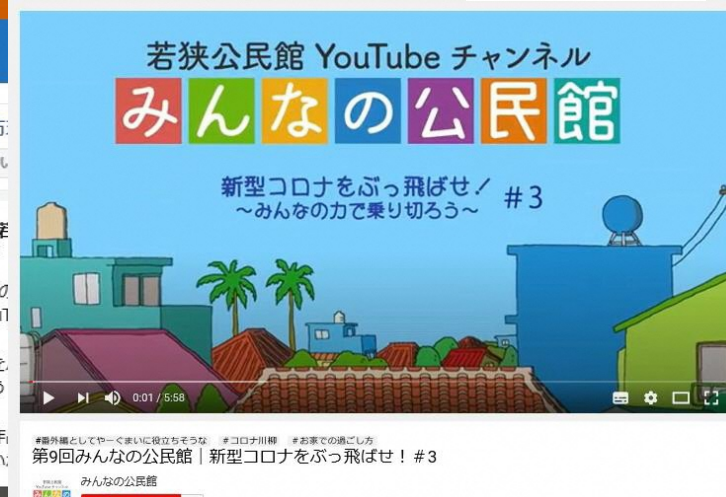 若狭公民館 YouTube チャンネル
みんなの公民館
新型コロナをぶっ飛ばせ！ #3
〜みんなの力で乗り切ろう〜
0:01 / 5:58
#番外編としてやーぐまいに役立ちそうな #コロナ川柳 #お家での過ごし方
第9回みんなの公民館｜新型コロナをぶっ飛ばせ！#3
みんなの公民館